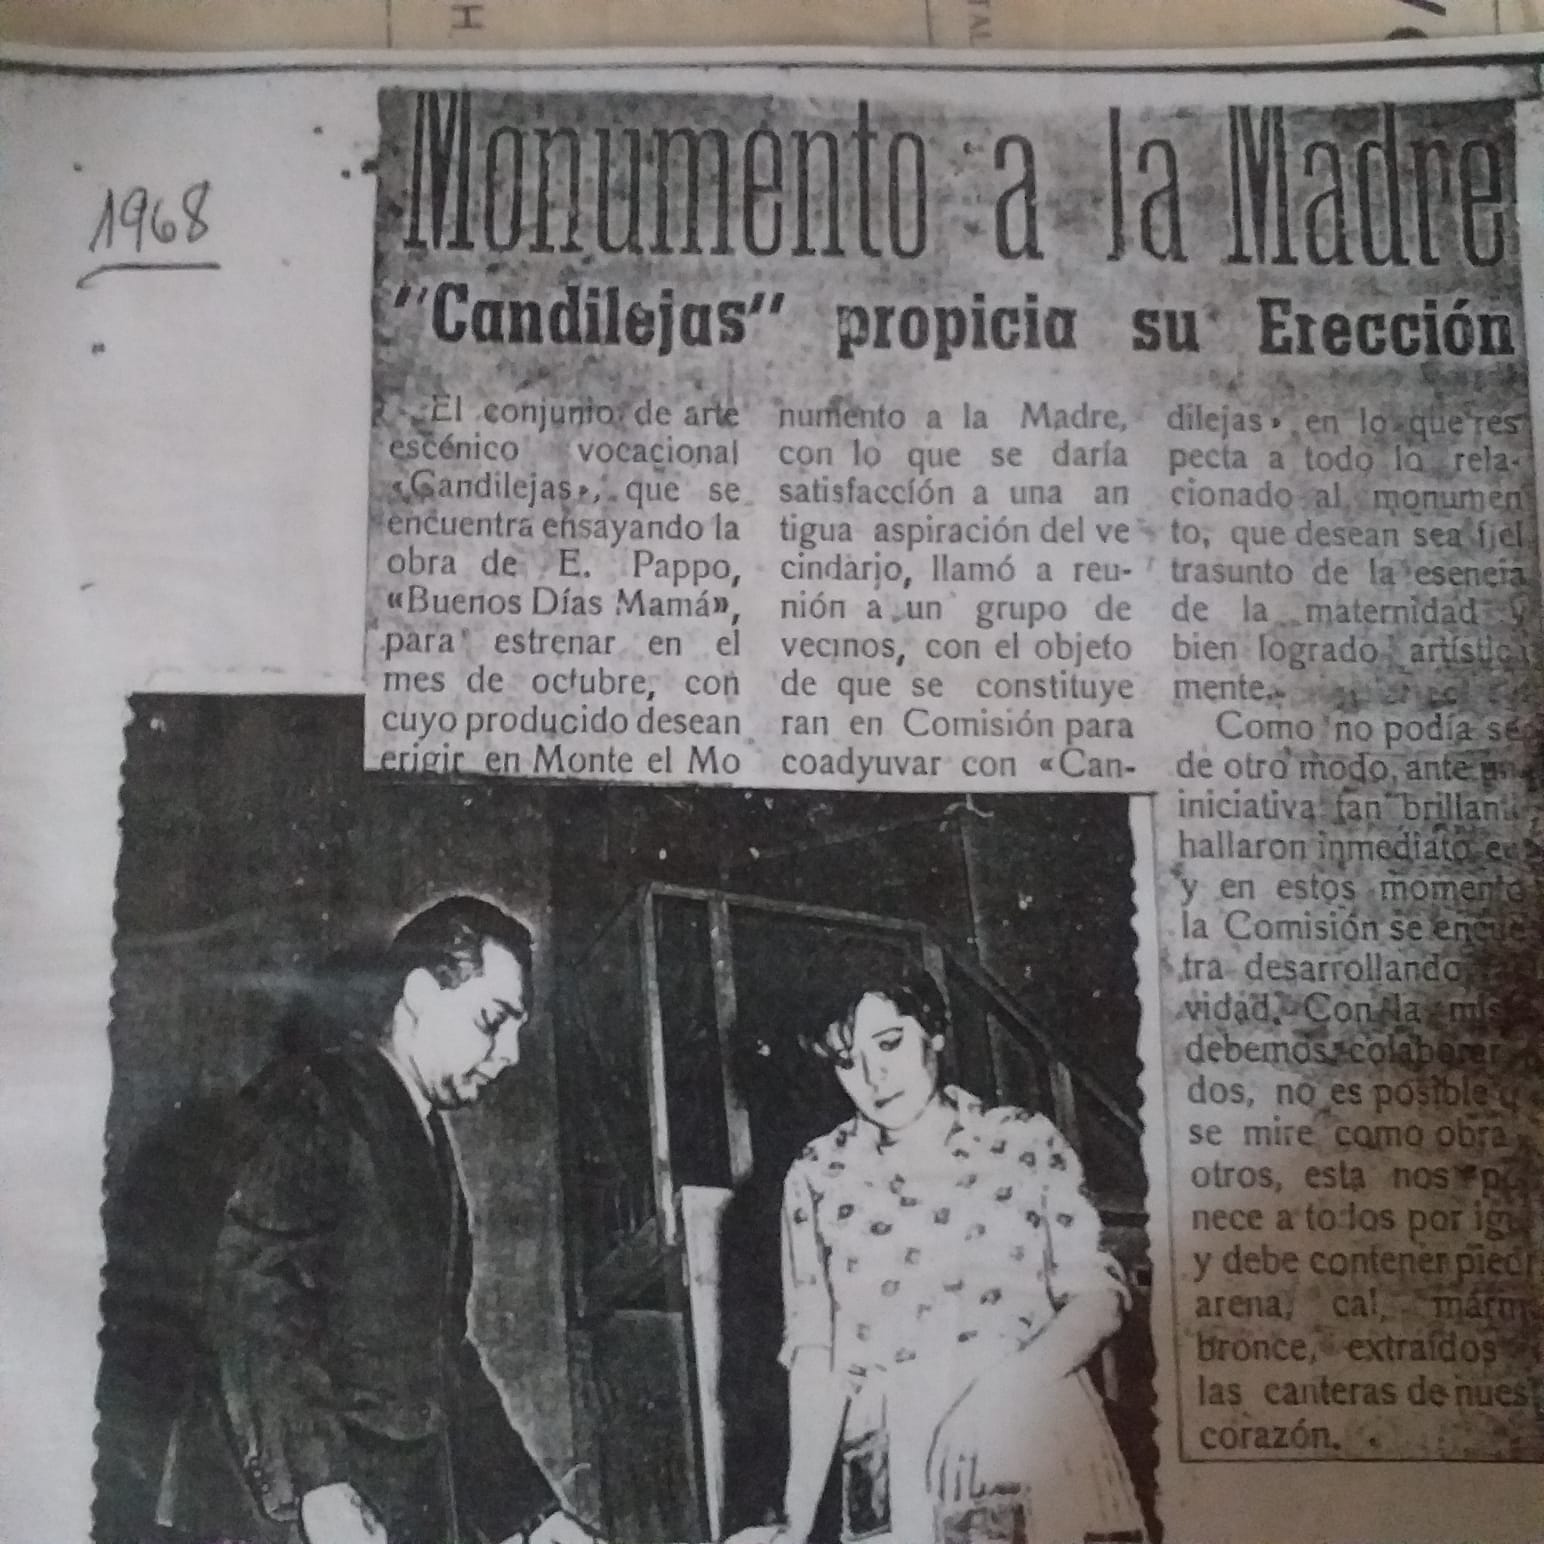 H
TAL
1968
Monumento a la Madre
"Candilejas" propicia su Erección
El conjunto de arte
escénico vocacional
«Candilejas», que se
encuentra ensayando la
obra de E. Pappo,
«Buenos Días Mamá»,
para estrenar en el
mes de octubre, con
cuyo producido desean
erigir en Monte el Mo
numento a la Madre,
con lo que se daría
satisfacción a una an
tigua aspiración del ve
cindario, llamó a reu-
nión a un grupo de
vecinos, con el objeto
de que se constituye
ran en Comisión para
coadyuvar con «Can-
dilejas» en lo que res
pecta a todo lo rela-
cionado al monumen
to, que desean sea fiel
trasunto de la esencia
de la maternidad y
bien logrado artística
mente.
Como no podía se
de otro modo, ante
iniciativa tan brillan
hallaron inmediato
y en estos momento
la Comisión se encue
tra desarrollando
vidad. Con la mis
debemos colaborar
dos, no es posible q
se mire como obra
otros, esta nos pe
nece a todos por igu
y debe contener pied
arena, cal, márm
bronce, extraídos
las canteras de nues
corazón.